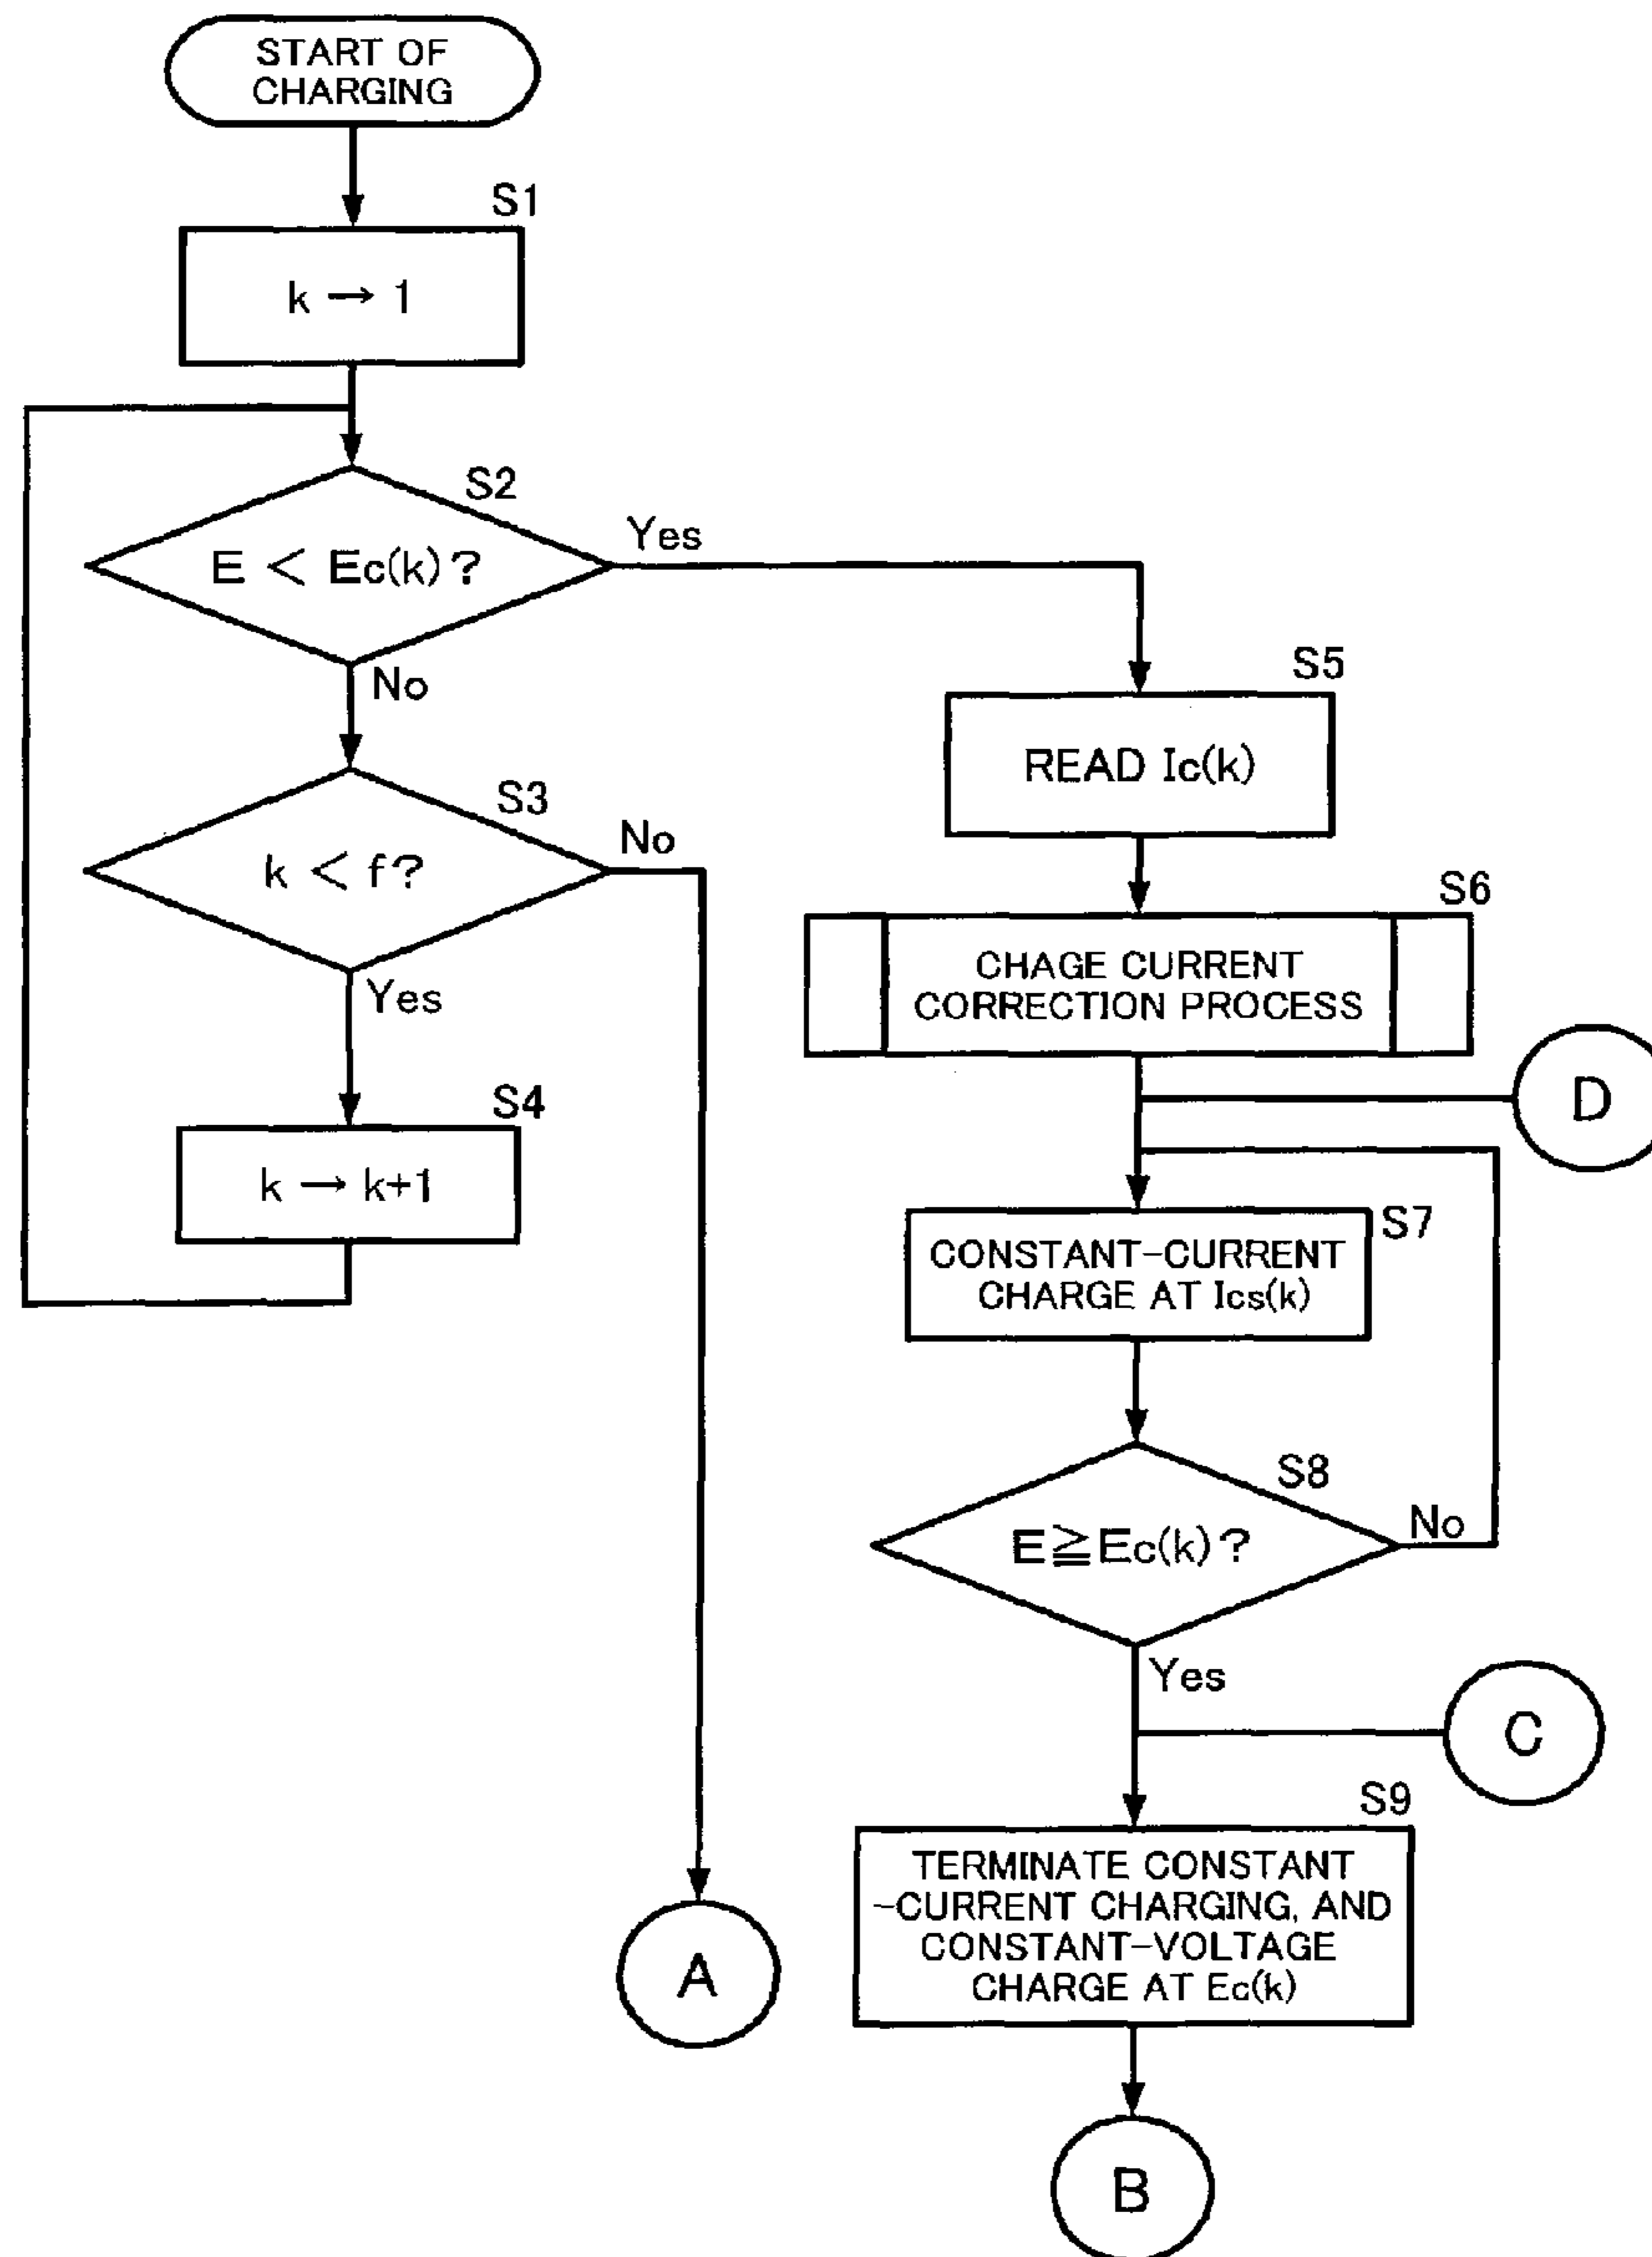 START OF
CHARGING
S1
k → 1
S2
E < Ec(k)?
Yes
No
S3
k < f?
No
Yes
S4
k → k+1
S5
READ Ic(k)
S6
CHAGE CURRENT
CORRECTION PROCESS
D
S7
CONSTANT-CURRENT
CHARGE AT Ics(k)
S8
E≧Ec(k)?
No
Yes
C
S9
TERMINATE CONSTANT
-CURRENT CHARGING, AND
CONSTANT-VOLTAGE
CHARGE AT Ec(k)
A
B